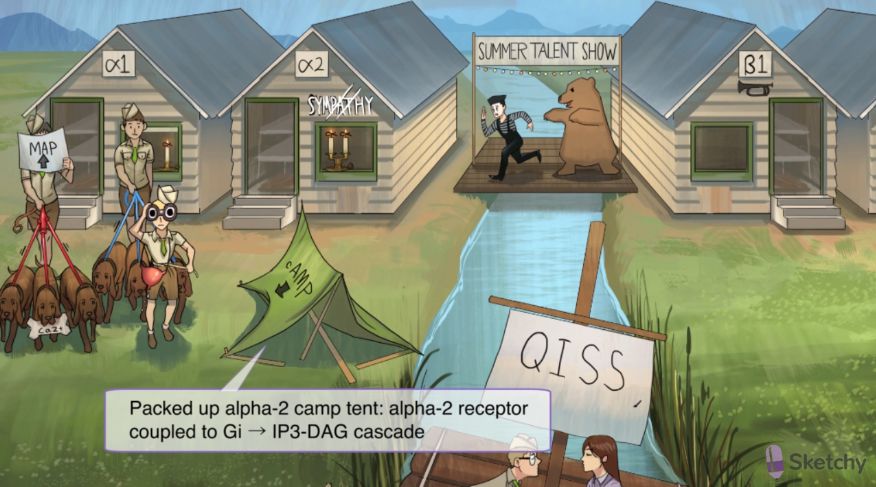 α1
α2
SUMMER TALENT SHOW
β1
SYMPATHY
MAP
cAMP
Ca2+
QISS
Packed up alpha-2 camp tent: alpha-2 receptor
coupled to Gi → IP3-DAG cascade
Sketchy